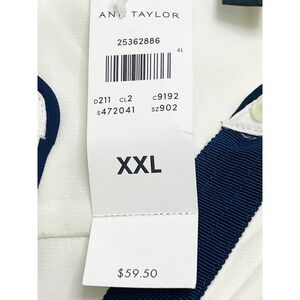 ANN TAYLOR
25362886
6L
D211 CL2 C9192
S472041 SZ902
XXL
$59.50